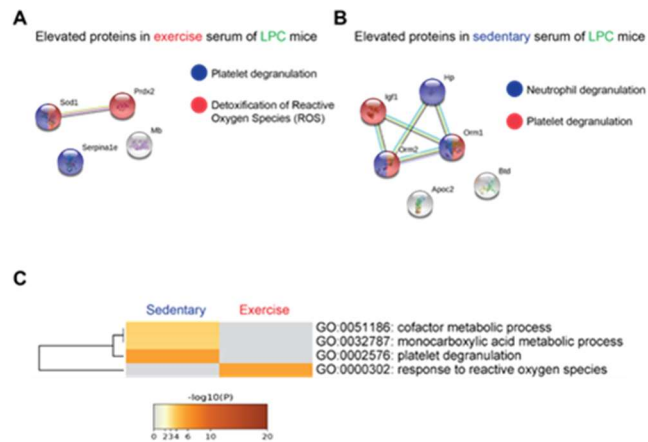 A
Elevated proteins in exercise serum of LPC mice
Sod1
Prdx2
Mb
Serpina1e
Platelet degranulation
Detoxification of Reactive
Oxygen Species (ROS)
B
Elevated proteins in sedentary serum of LPC mice
Hp
Igf1
Orm1
Orm2
Btd
Apoc2
Neutrophil degranulation
Platelet degranulation
C
Sedentary Exercise
GO:0051186: cofactor metabolic process
GO:0032787: monocarboxylic acid metabolic process
GO:0002576: platelet degranulation
GO:0000302: response to reactive oxygen species
-log10(P)
0 2 3 4 6 10 20